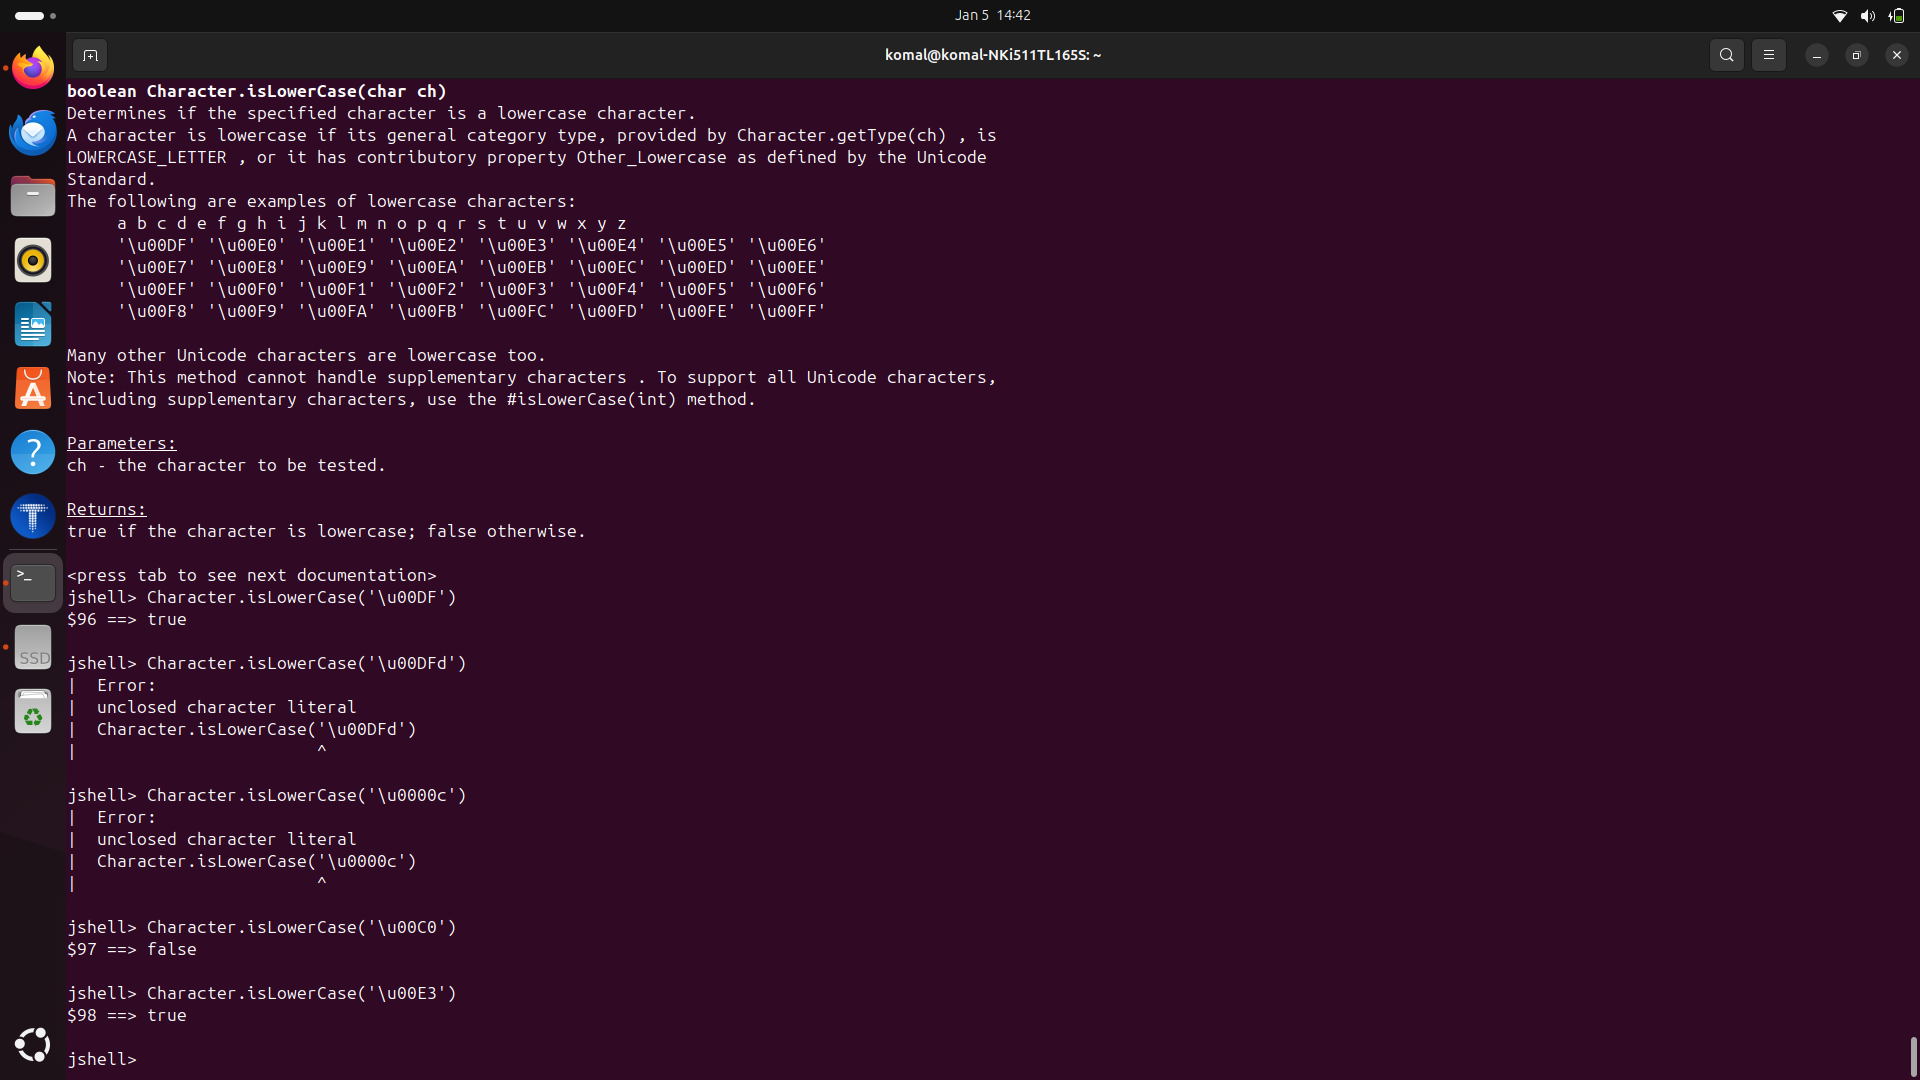 Jan 5 14:42
komal@komal-NKi511TL165S: ~
boolean Character.isLowerCase(char ch)
Determines if the specified character is a lowercase character.
A character is lowercase if its general category type, provided by Character.getType(ch) , is
LOWERCASE_LETTER , or it has contributory property Other_Lowercase as defined by the Unicode
Standard.
The following are examples of lowercase characters:
a b c d e f g h i j k l m n o p q r s t u v w x y z
'\u00DF' '\u00E0' '\u00E1' '\u00E2' '\u00E3' '\u00E4' '\u00E5' '\u00E6'
'\u00E7' '\u00E8' '\u00E9' '\u00EA' '\u00EB' '\u00EC' '\u00ED' '\u00EE'
'\u00EF' '\u00F0' '\u00F1' '\u00F2' '\u00F3' '\u00F4' '\u00F5' '\u00F6'
'\u00F8' '\u00F9' '\u00FA' '\u00FB' '\u00FC' '\u00FD' '\u00FE' '\u00FF'
Many other Unicode characters are lowercase too.
Note: This method cannot handle supplementary characters . To support all Unicode characters,
including supplementary characters, use the #isLowerCase(int) method.
Parameters:
ch - the character to be tested.
Returns:
true if the character is lowercase; false otherwise.
<press tab to see next documentation>
jshell> Character.isLowerCase('\u00DF')
$96 ==> true
jshell> Character.isLowerCase('\u00DFd')
| Error:
| unclosed character literal
| Character.isLowerCase('\u00DFd')
| ^
jshell> Character.isLowerCase('\u0000c')
| Error:
| unclosed character literal
| Character.isLowerCase('\u0000c')
| ^
jshell> Character.isLowerCase('\u00C0')
$97 ==> false
jshell> Character.isLowerCase('\u00E3')
$98 ==> true
jshell>
SSD